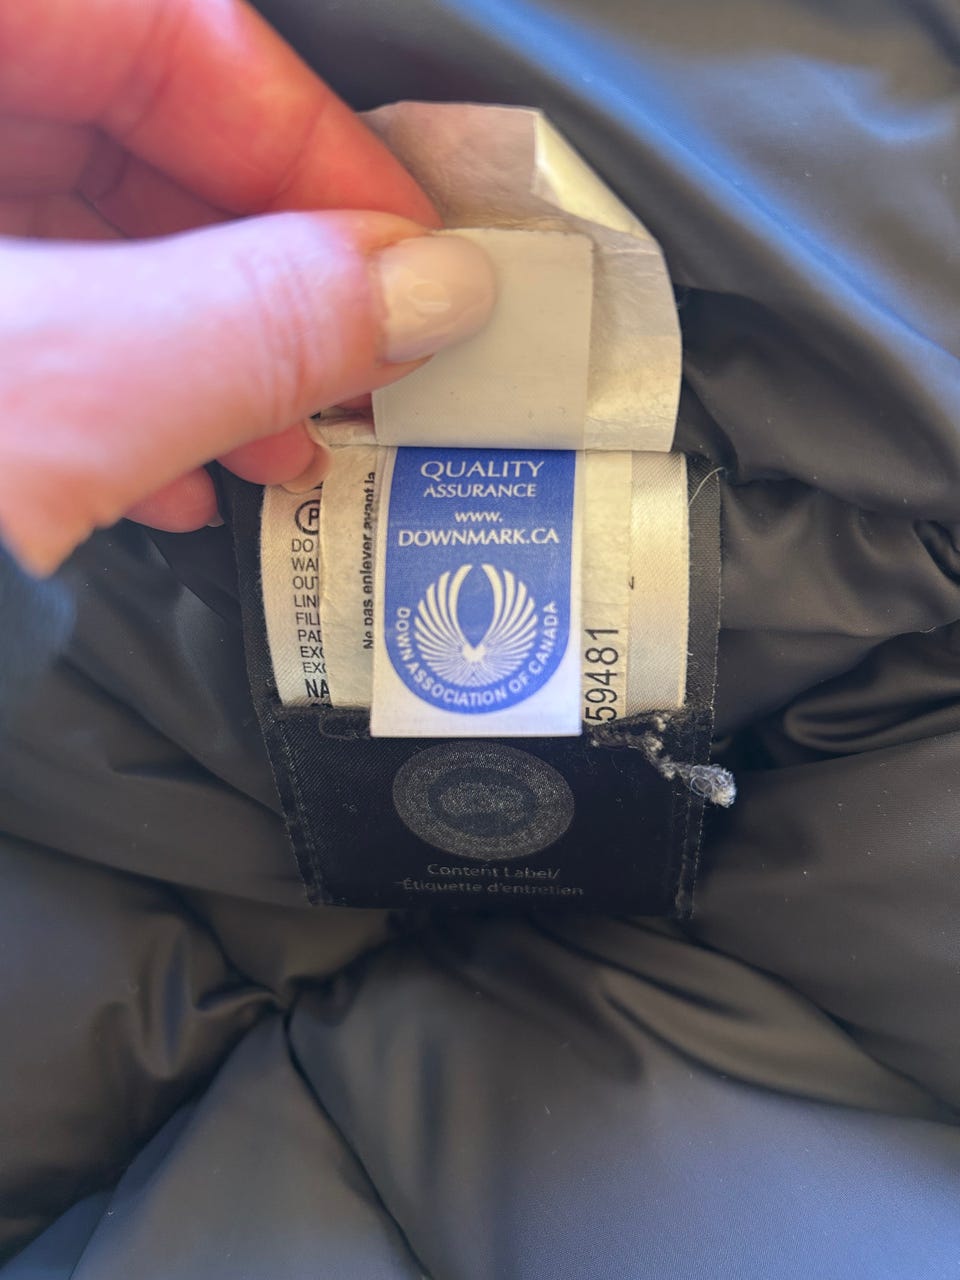 QUALITY
ASSURANCE
www.
DOWNMARK.CA
DOWN ASSOCIATION OF CANADA
P
DO
WA
OUT
LIN
FILL
PAD
EXC
EXC
NA
Ne pas enlever avant la
59481
Content Label/
Étiquette d'entretien